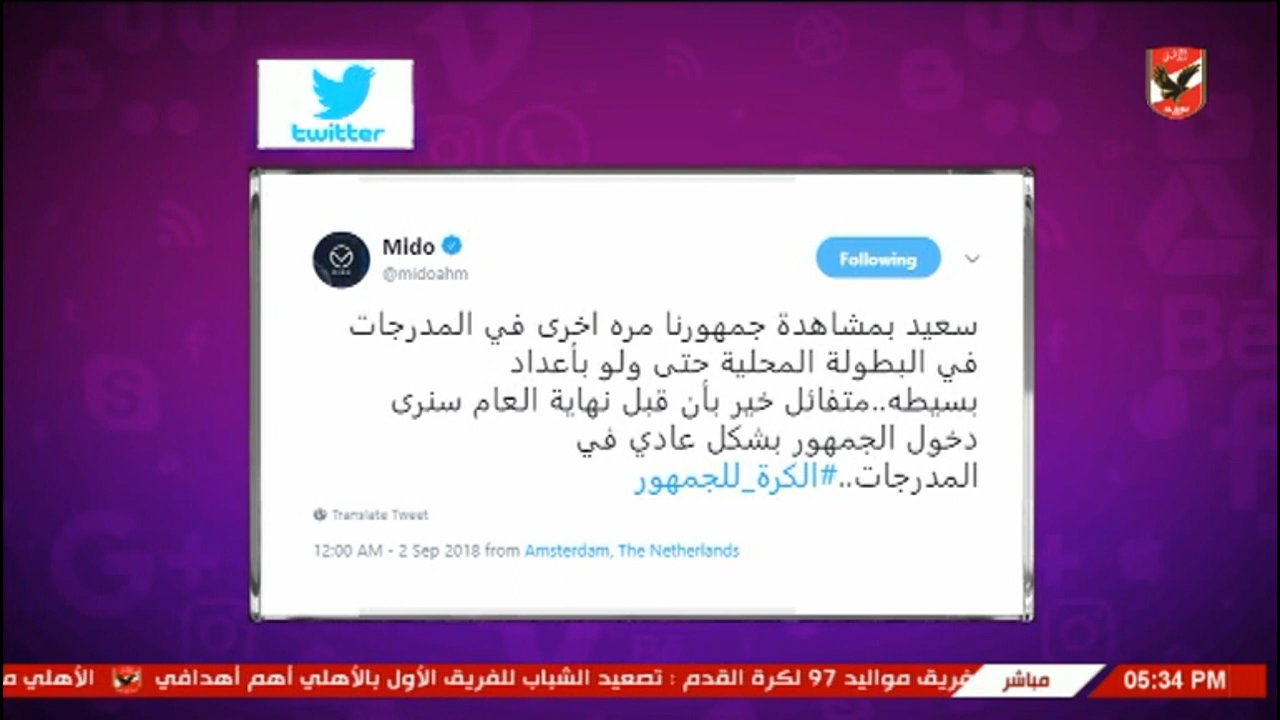 twitter
Mido
@midoahm
Following
سعيد بمشاهدة جمهورنا مره اخرى في المدرجات
في البطولة المحلية حتى ولو بأعداد
بسيطه..متفائل خير بأن قبل نهاية العام سنرى
دخول الجمهور بشكل عادي في
المدرجات..#الكرة_للجمهور
Translate Tweet
12:00 AM - 2 Sep 2018 from Amsterdam, The Netherlands
05:34 PM
مباشر
فريق مواليد 97 لكرة القدم : تصعيد الشباب للفريق الأول بالأهلي أهم أهدافي
الأهلي